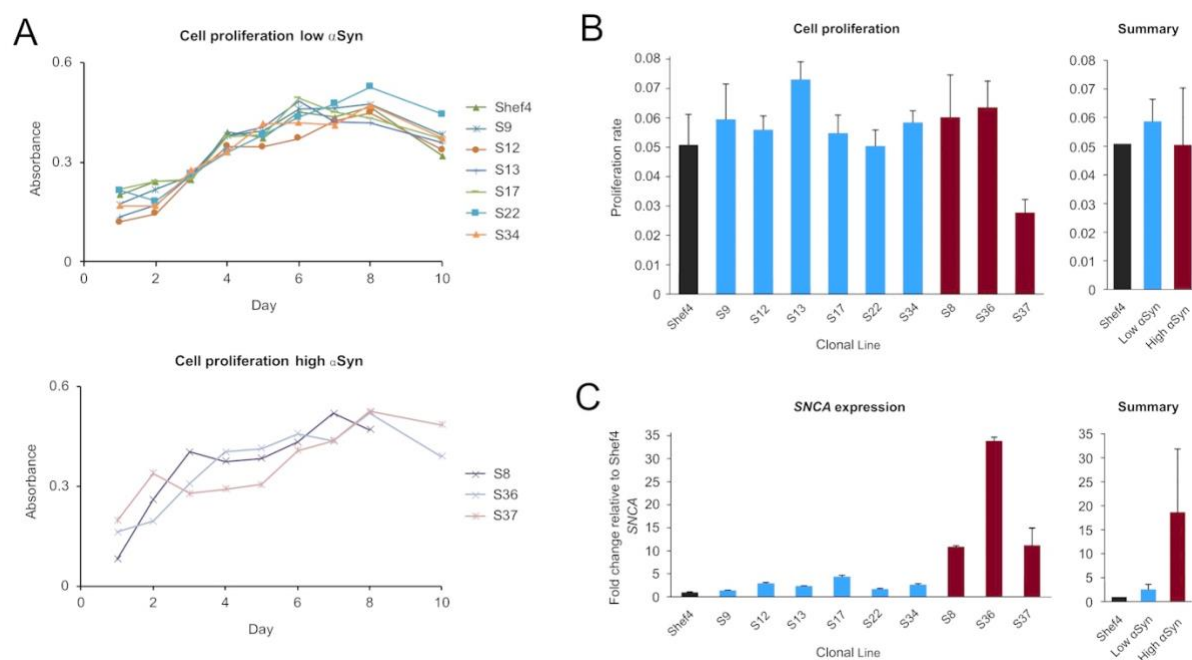 A
Cell proliferation low αSyn
0.6
0.3
0
Absorbance
0 2 4 6 8 10
Day
Shef4
S9
S12
S13
S17
S22
S34
Cell proliferation high αSyn
0.6
0.3
0
Absorbance
0 2 4 6 8 10
Day
S8
S36
S37
B
Cell proliferation
0.08
0.07
0.06
0.05
0.04
0.03
0.02
0.01
0
Proliferation rate
Shef4 S9 S12 S13 S17 S22 S34 S8 S36 S37
Clonal Line
Summary
0.08
0.07
0.06
0.05
0.04
0.03
0.02
0.01
0
Shef4 Low αSyn High αSyn
C
SNCA expression
35
30
25
20
15
10
5
0
Fold change relative to Shef4
SNCA
Shef4 S9 S12 S13 S17 S22 S34 S8 S36 S37
Clonal Line
Summary
35
30
25
20
15
10
5
0
Shef4 Low αSyn High αSyn